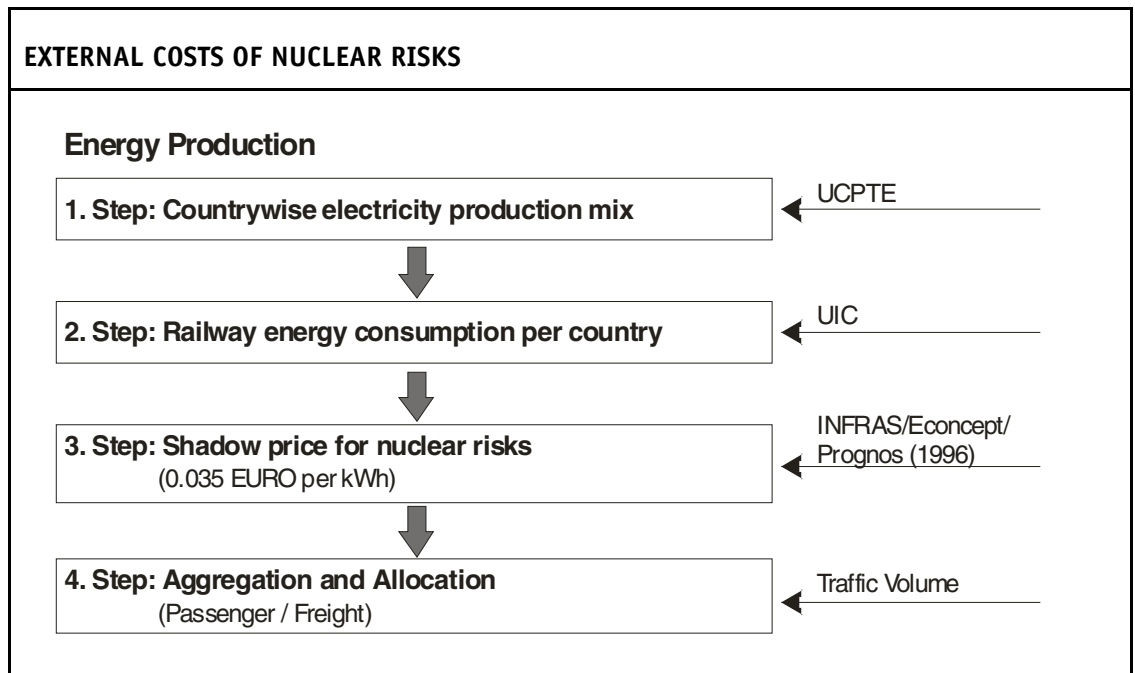 EXTERNAL COSTS OF NUCLEAR RISKS
Energy Production
1. Step: Countrywise electricity production mix
UCPTE
2. Step: Railway energy consumption per country
UIC
3. Step: Shadow price for nuclear risks
(0.035 EURO per kWh)
INFRAS/Econcept/
Prognos (1996)
4. Step: Aggregation and Allocation
(Passenger / Freight)
Traffic Volume